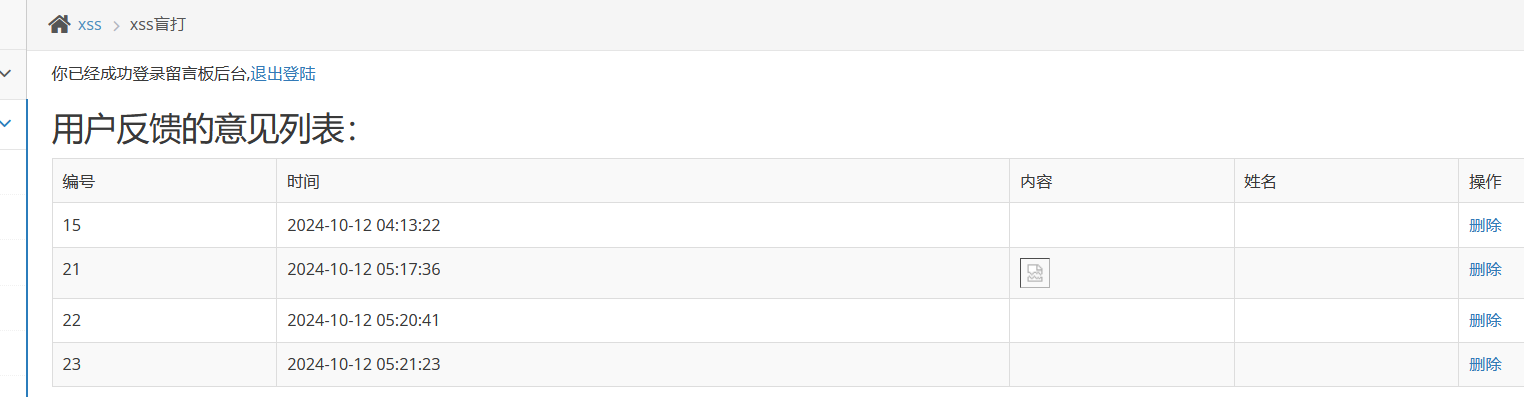 xss > xss盲打
你已经成功登录留言板后台,退出登陆
用户反馈的意见列表：
编号 时间 内容 姓名 操作
15 2024-10-12 04:13:22 删除
21 2024-10-12 05:17:36 删除
22 2024-10-12 05:20:41 删除
23 2024-10-12 05:21:23 删除